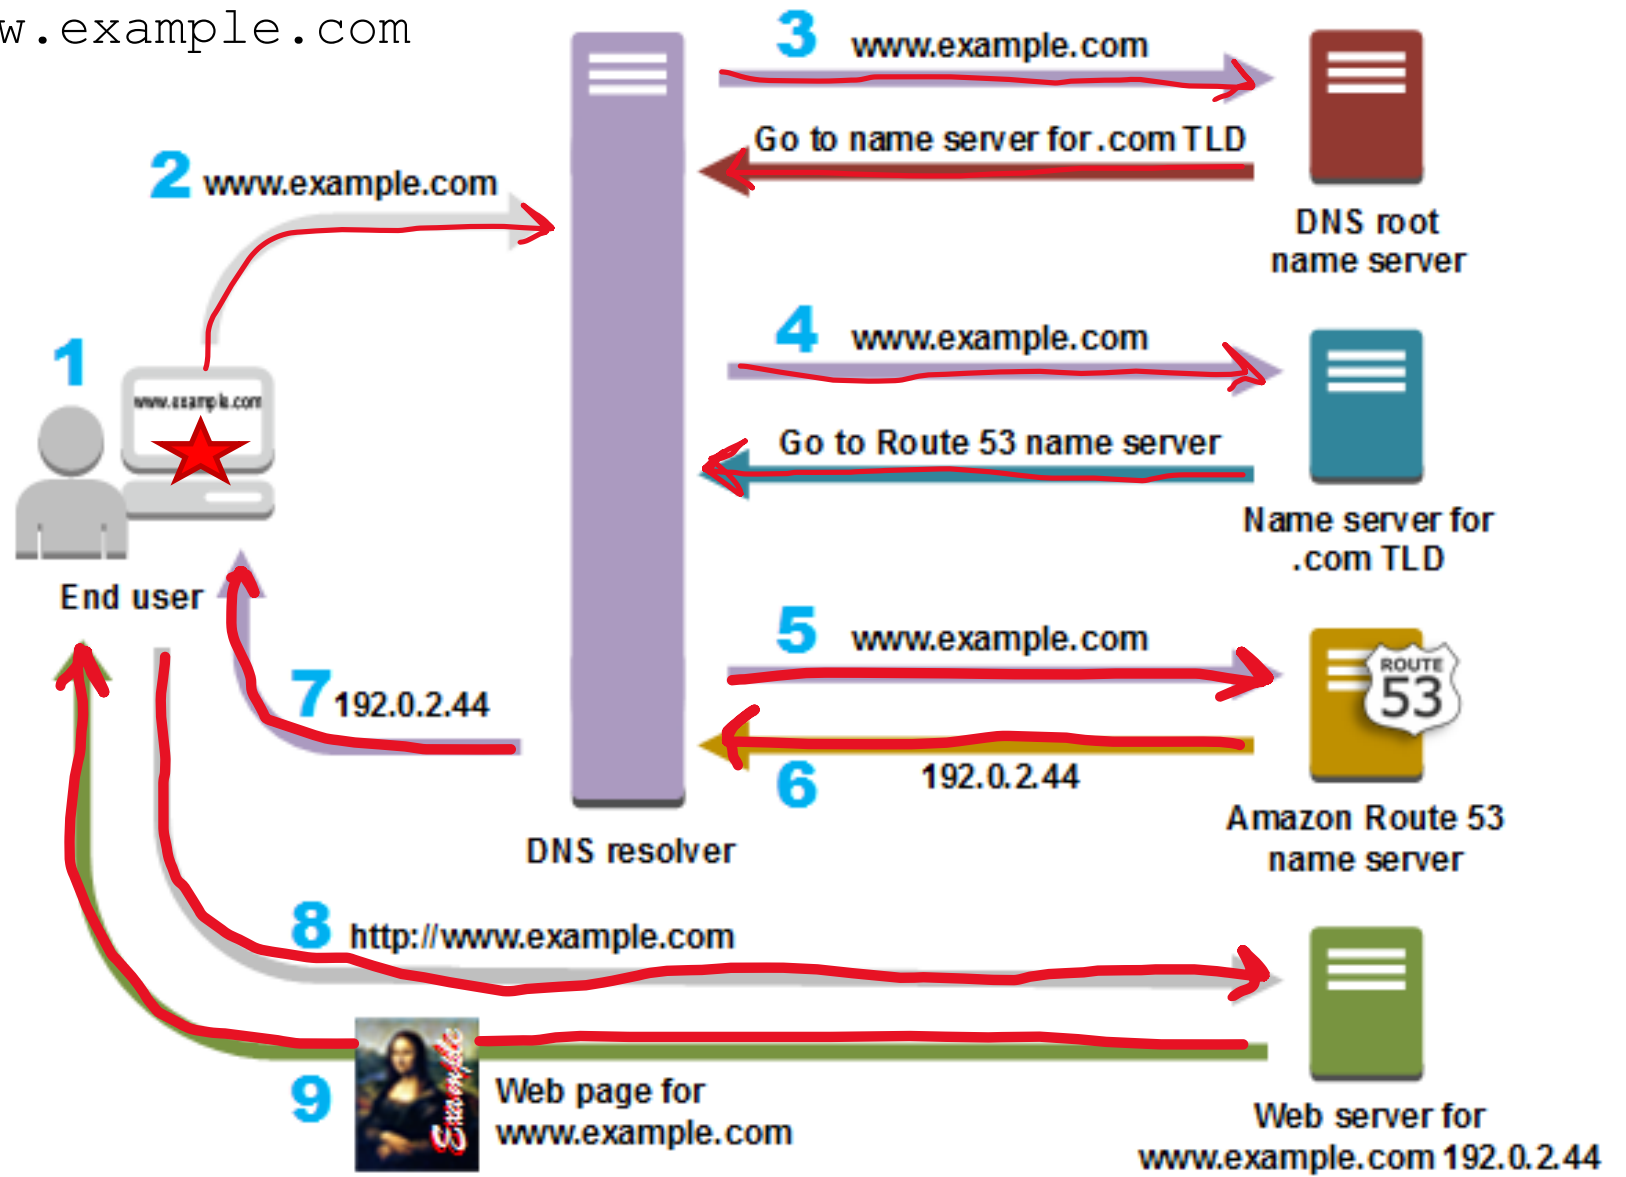 w.example.com
3 www.example.com
Go to name server for .com TLD
DNS root
name server
2 www.example.com
1
www.example.com
End user
4 www.example.com
Go to Route 53 name server
Name server for
.com TLD
5 www.example.com
ROUTE
53
6 192.0.2.44
Amazon Route 53
name server
7 192.0.2.44
DNS resolver
8 http://www.example.com
9
Example
Web page for
www.example.com
Web server for
www.example.com 192.0.2.44